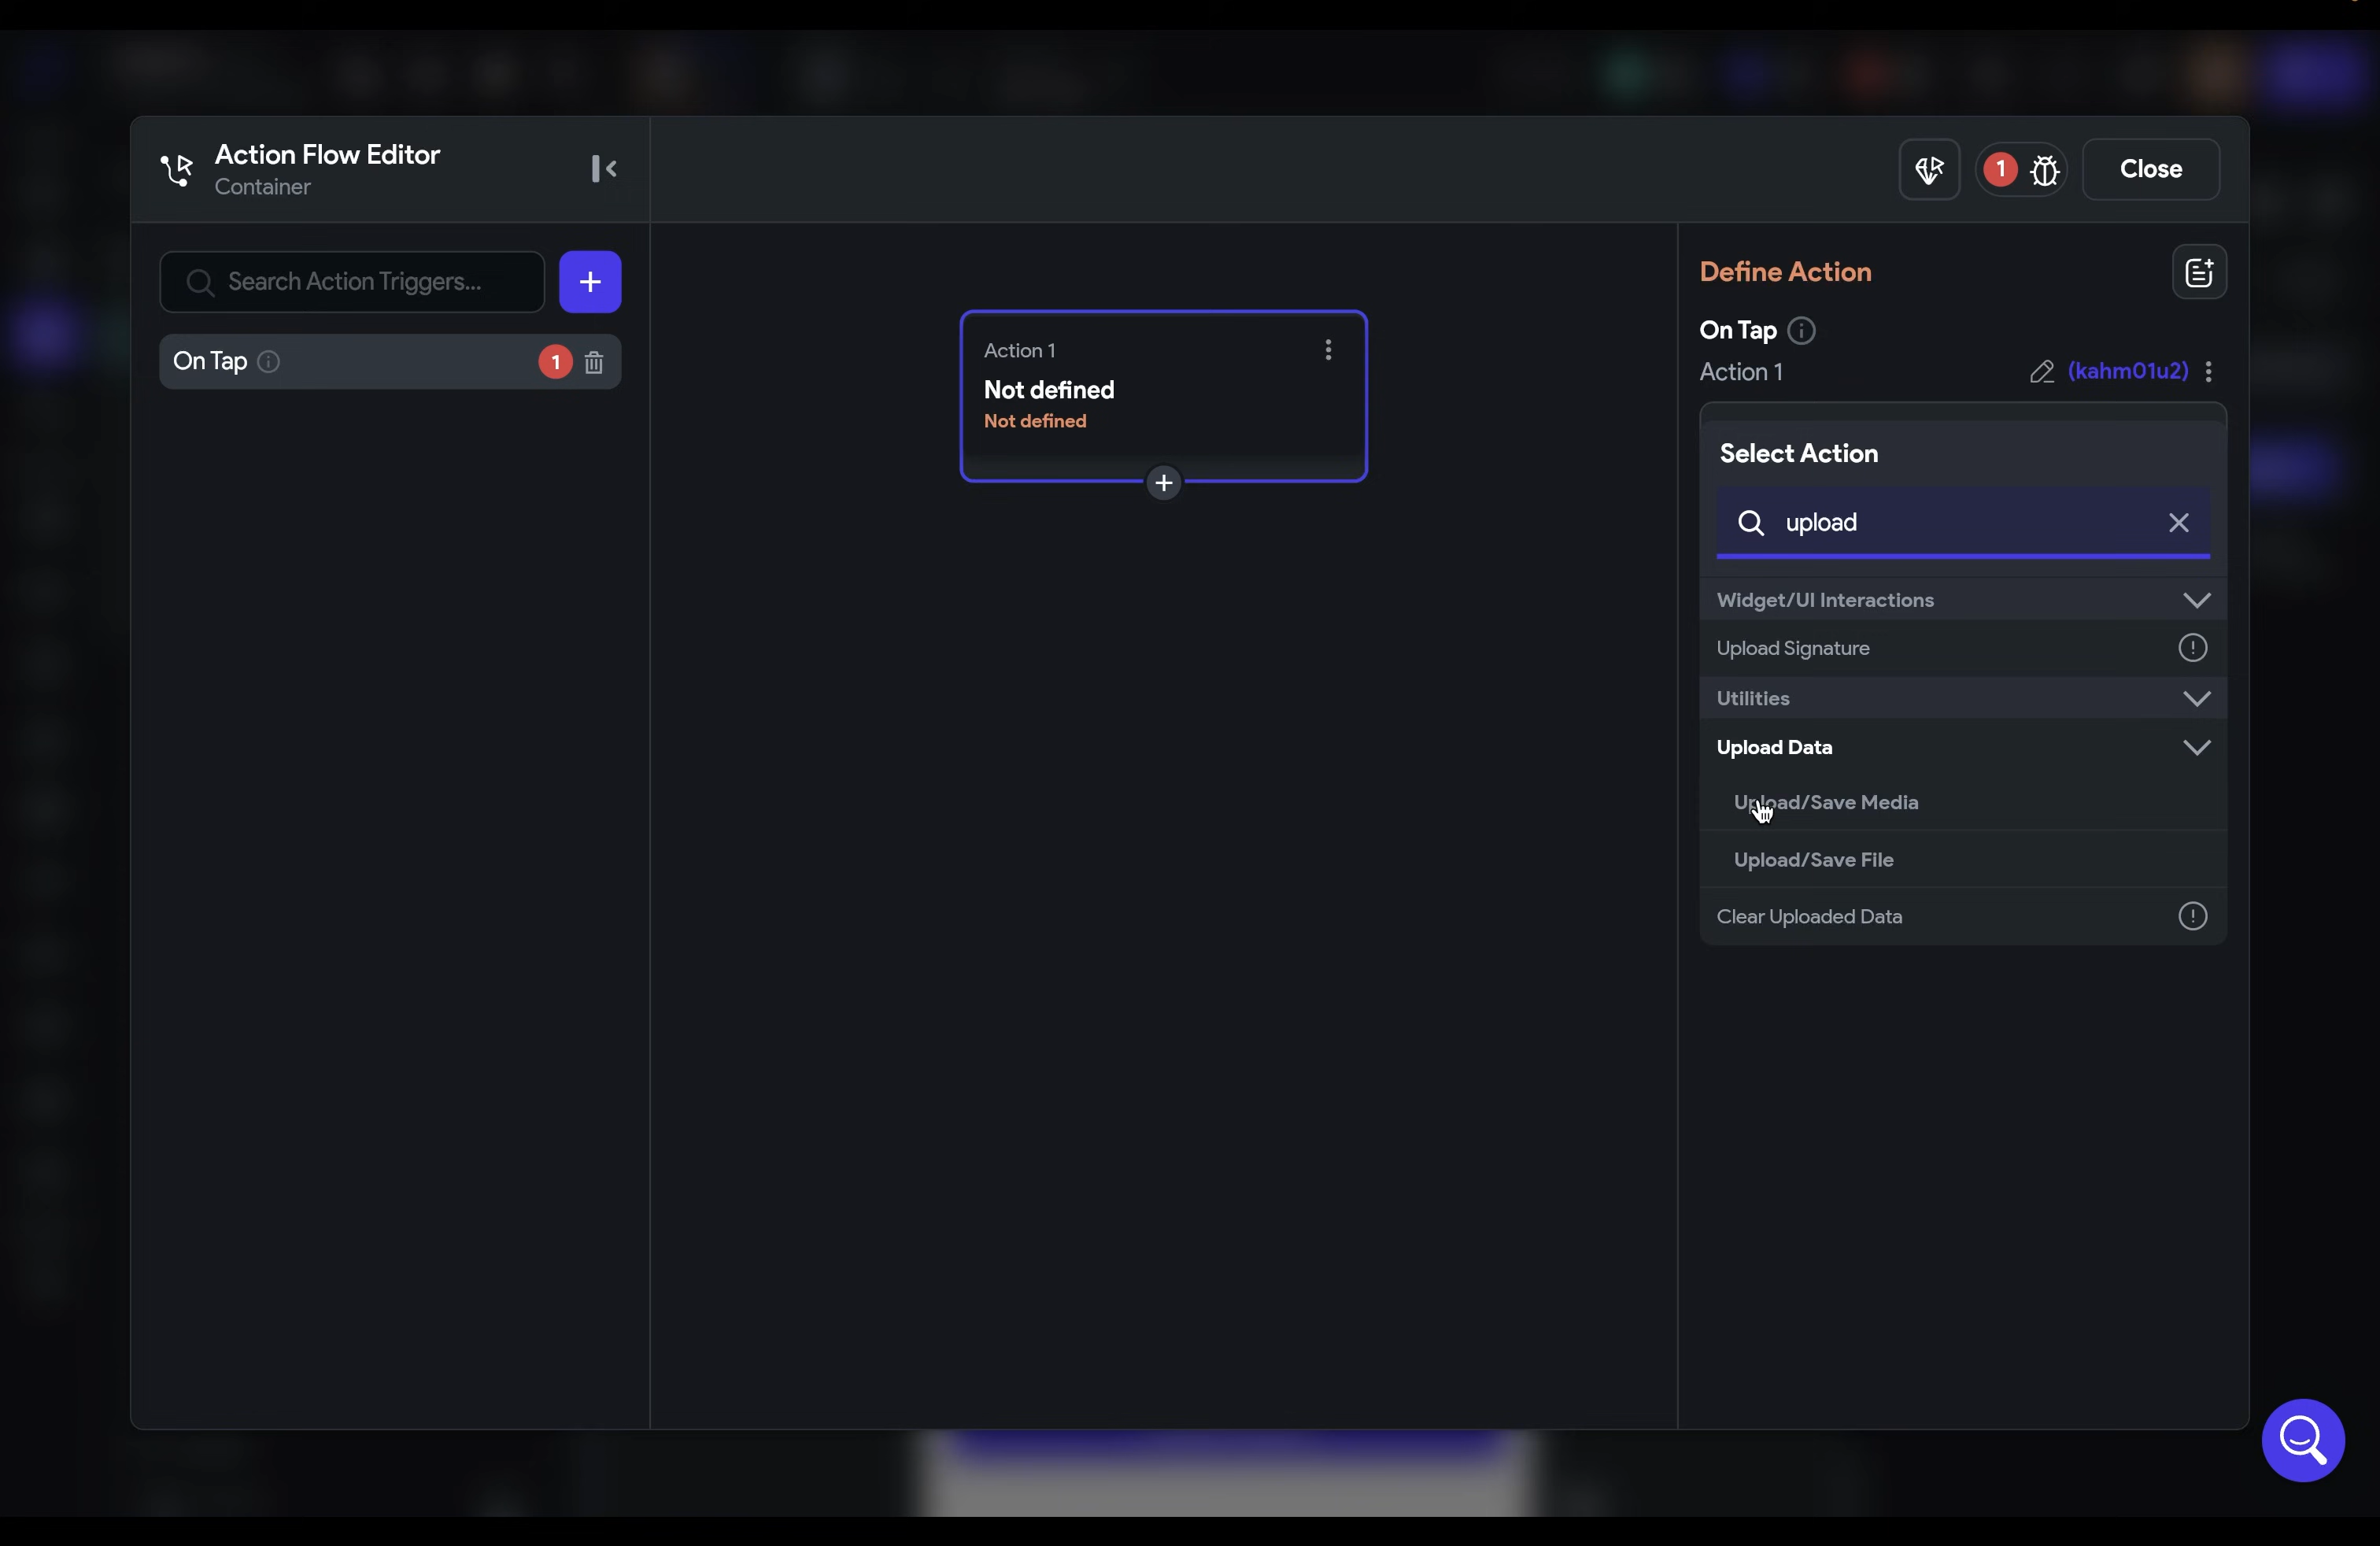 Action Flow Editor
Container
1
Close
Search Action Triggers...
On Tap
1
Action 1
Not defined
Not defined
Define Action
On Tap
Action 1
(kahm01u2)
Select Action
upload
Widget/UI Interactions
Upload Signature
Utilities
Upload Data
Upload/Save Media
Upload/Save File
Clear Uploaded Data